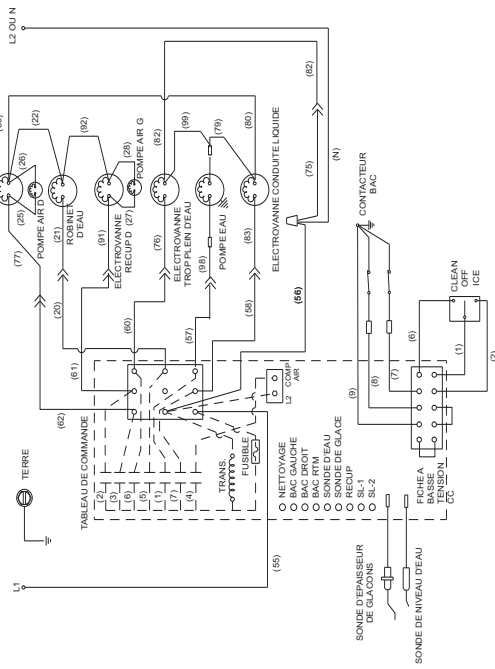 L2 OU N
(22)
(92)
(82)
(99)
(79)
(80)
(82)
(26)
(25)
POMPE AIR D
(21)
ROBINET
D'EAU
(91)
(28)
(27)
POMPE AIR G
ELECTROVANNE
RECUP D
(76)
ELECTROVANNE
TROP PLEIN D'EAU
(98)
POMPE EAU
(83)
ELECTROVANNE CONDUITE LIQUIDE
(75)
(N)
(77)
(20)
(60)
(57)
(58)
(56)
(61)
(62)
CONTACTEUR
BAC
TERRE
TABLEAU DE COMMANDE
(2)
(3)
(6)
(5)
(1)
(7)
(4)
TRANS.
FUSIBLE
L2
COMP
AIR
NETTOYAGE
BAC GAUCHE
BAC DROIT
BAC RTM
SONDE D'EAU
SONDE DE GLACE
RECUP
SL-1
SL-2
(9)
(8)
(7)
(6)
CLEAN
OFF
ICE
(1)
(2)
FICHE A
BASSE
TENSION
CC
L1
(55)
SONDE D'EPAISSEUR
DE GLACONS
SONDE DE NIVEAU D'EAU